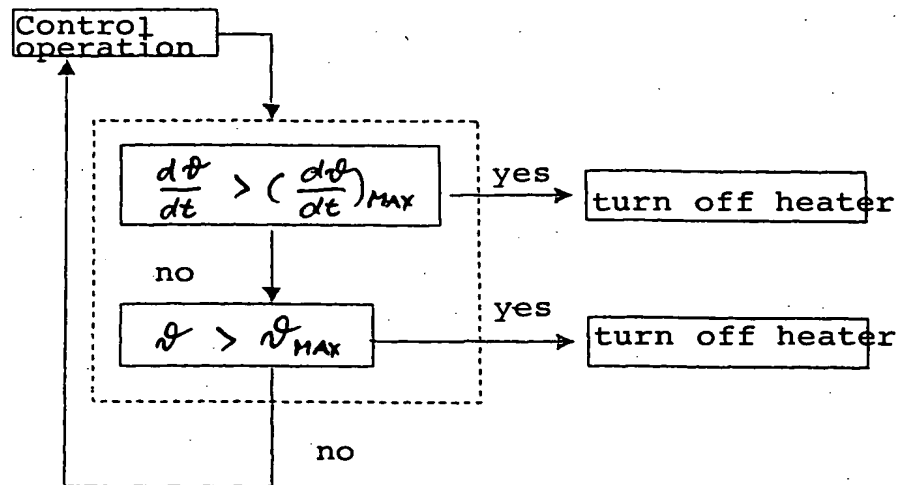 Control
operation
dϑ/dt > (dϑ/dt)MAX
yes
turn off heater
no
ϑ > ϑMAX
yes
turn off heater
no